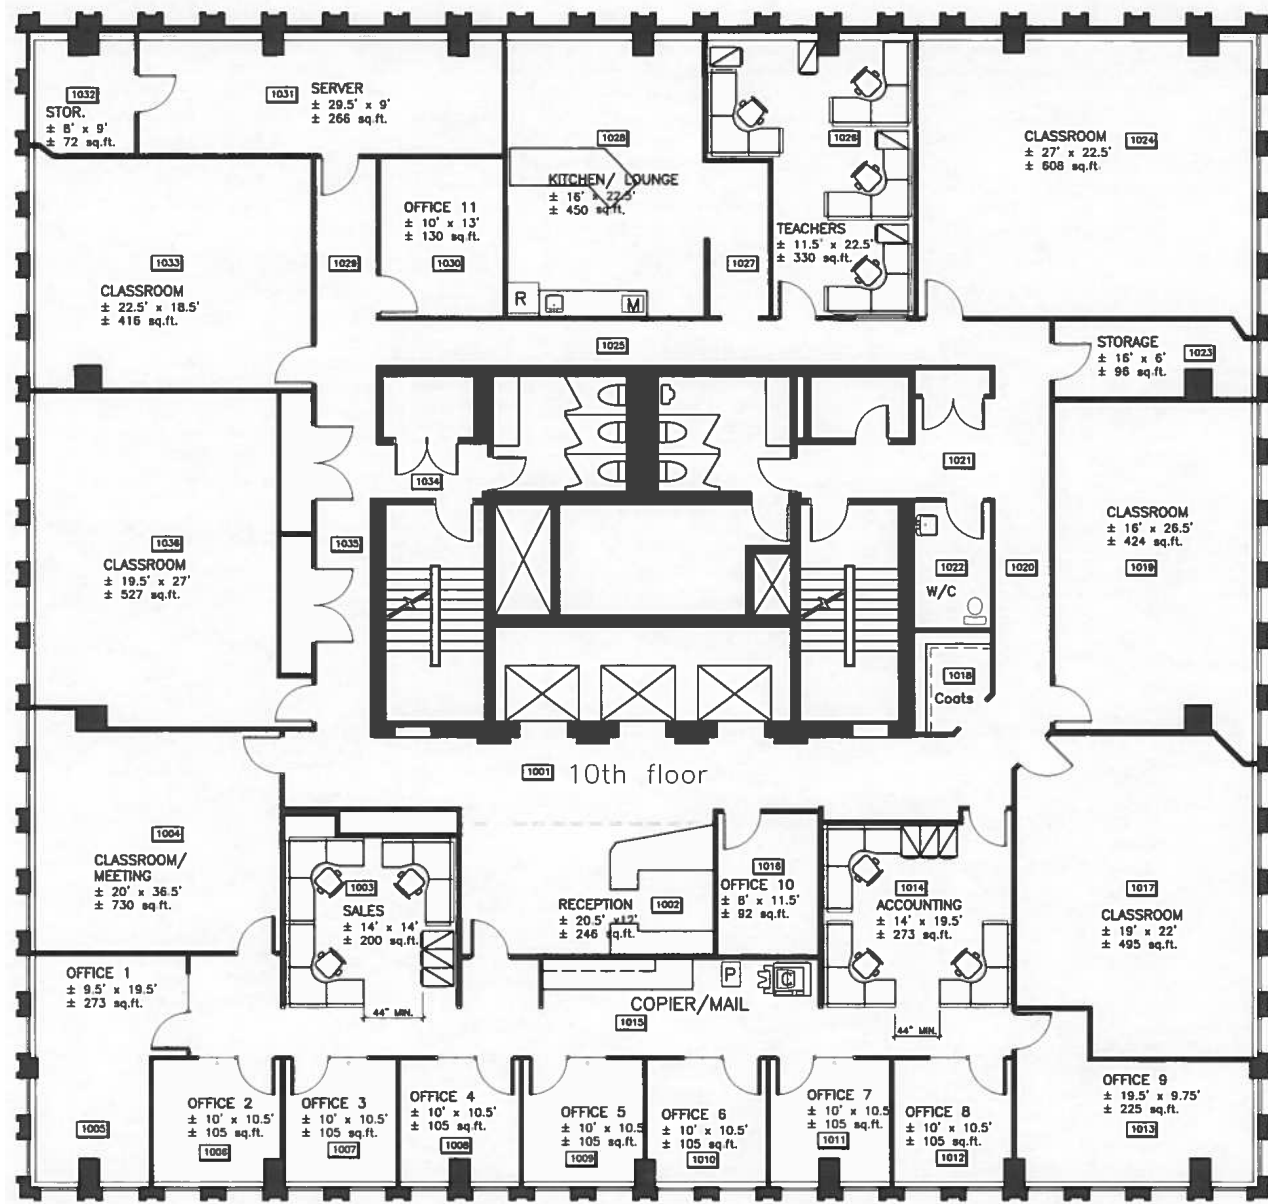 1032
STOR.
± 8' x 9'
± 72 sq.ft.
1031
SERVER
± 29.5' x 9'
± 266 sq.ft.
1028
KITCHEN/ LOUNGE
± 16' x 22.5'
± 450 sq.ft.
R
M
1026
TEACHERS
± 11.5' x 22.5'
± 330 sq.ft.
CLASSROOM
± 27' x 22.5'
± 608 sq.ft.
1024
OFFICE 11
± 10' x 13'
± 130 sq.ft.
1030
1029
1027
1033
CLASSROOM
± 22.5' x 18.5'
± 416 sq.ft.
1025
STORAGE
± 16' x 6'
± 96 sq.ft.
1023
1034
1021
1036
CLASSROOM
± 19.5' x 27'
± 527 sq.ft.
1035
1022
W/C
1020
CLASSROOM
± 16' x 26.5'
± 424 sq.ft.
1019
1018
Coats
1001
10th floor
1004
CLASSROOM/
MEETING
± 20' x 36.5'
± 730 sq.ft.
1003
SALES
± 14' x 14'
± 200 sq.ft.
44" MIN.
RECEPTION
± 20.5' x12'
± 246 sq.ft.
1002
1016
OFFICE 10
± 8' x 11.5'
± 92 sq.ft.
1014
ACCOUNTING
± 14' x 19.5'
± 273 sq.ft.
44" MIN.
1017
CLASSROOM
± 19' x 22'
± 495 sq.ft.
P
C
COPIER/MAIL
1015
OFFICE 1
± 9.5' x 19.5'
± 273 sq.ft.
1005
OFFICE 2
± 10' x 10.5'
± 105 sq.ft.
1006
OFFICE 3
± 10' x 10.5'
± 105 sq.ft.
1007
OFFICE 4
± 10' x 10.5'
± 105 sq.ft.
1008
OFFICE 5
± 10' x 10.5
± 105 sq.ft.
1009
OFFICE 6
± 10' x 10.5'
± 105 sq.ft.
1010
OFFICE 7
± 10' x 10.5
± 105 sq.ft.
1011
OFFICE 8
± 10' x 10.5'
± 105 sq.ft.
1012
OFFICE 9
± 19.5' x 9.75'
± 225 sq.ft.
1013